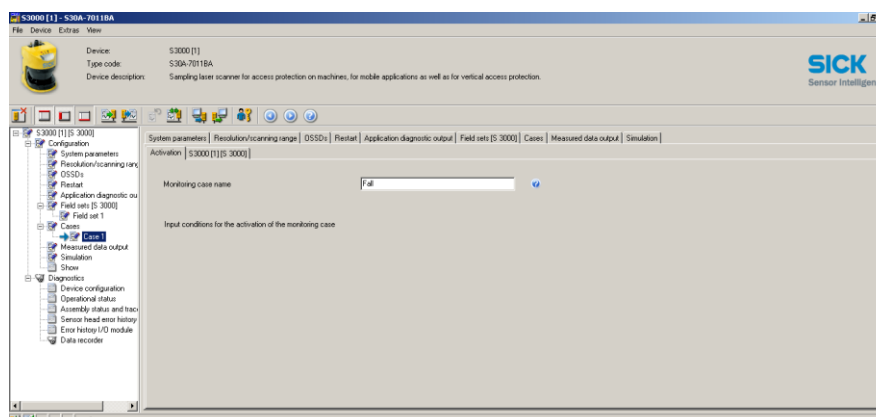 S3000 [1] - S30A-7011BA
File Device Extras View
Device: S3000 [1]
Type code: S30A-7011BA
Device description: Sampling laser scanner for access protection on machines, for mobile applications as well as for vertical access protection.
SICK
Sensor Intelligen
S3000 [1] [S 3000]
Configuration
System parameters
Resolution/scanning rang
OSSDs
Restart
Application diagnostic ou
Field sets [S 3000]
Field set 1
Cases
Case 1
Measured data output
Simulation
Show
Diagnostics
Device configuration
Operational status
Assembly status and trace
Sensor head error history
Error history I/O module
Data recorder
System parameters Resolution/scanning range OSSDs Restart Application diagnostic output Field sets [S 3000] Cases Measured data output Simulation
Activation S3000 [1] [S 3000]
Monitoring case name Fall
Input conditions for the activation of the monitoring case